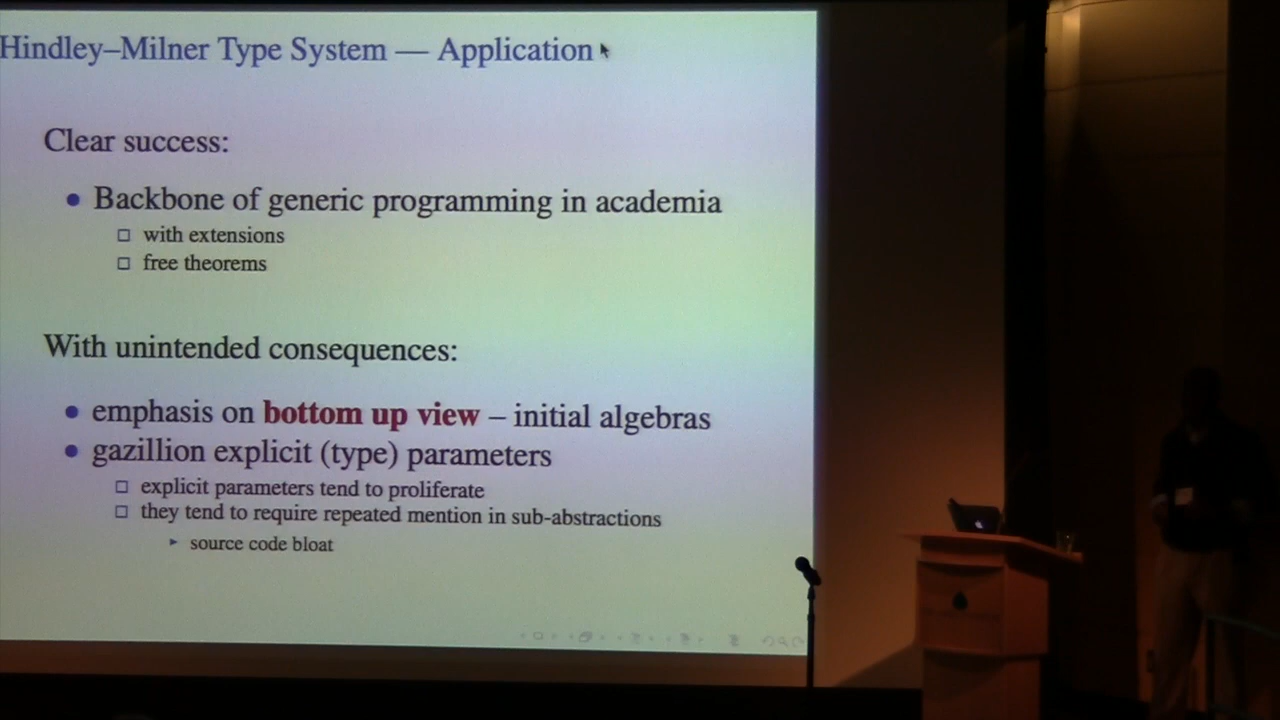 Hindley–Milner Type System — Application
Clear success:
Backbone of generic programming in academia
with extensions
free theorems
With unintended consequences:
emphasis on bottom up view – initial algebras
gazillion explicit (type) parameters
explicit parameters tend to proliferate
they tend to require repeated mention in sub-abstractions
source code bloat